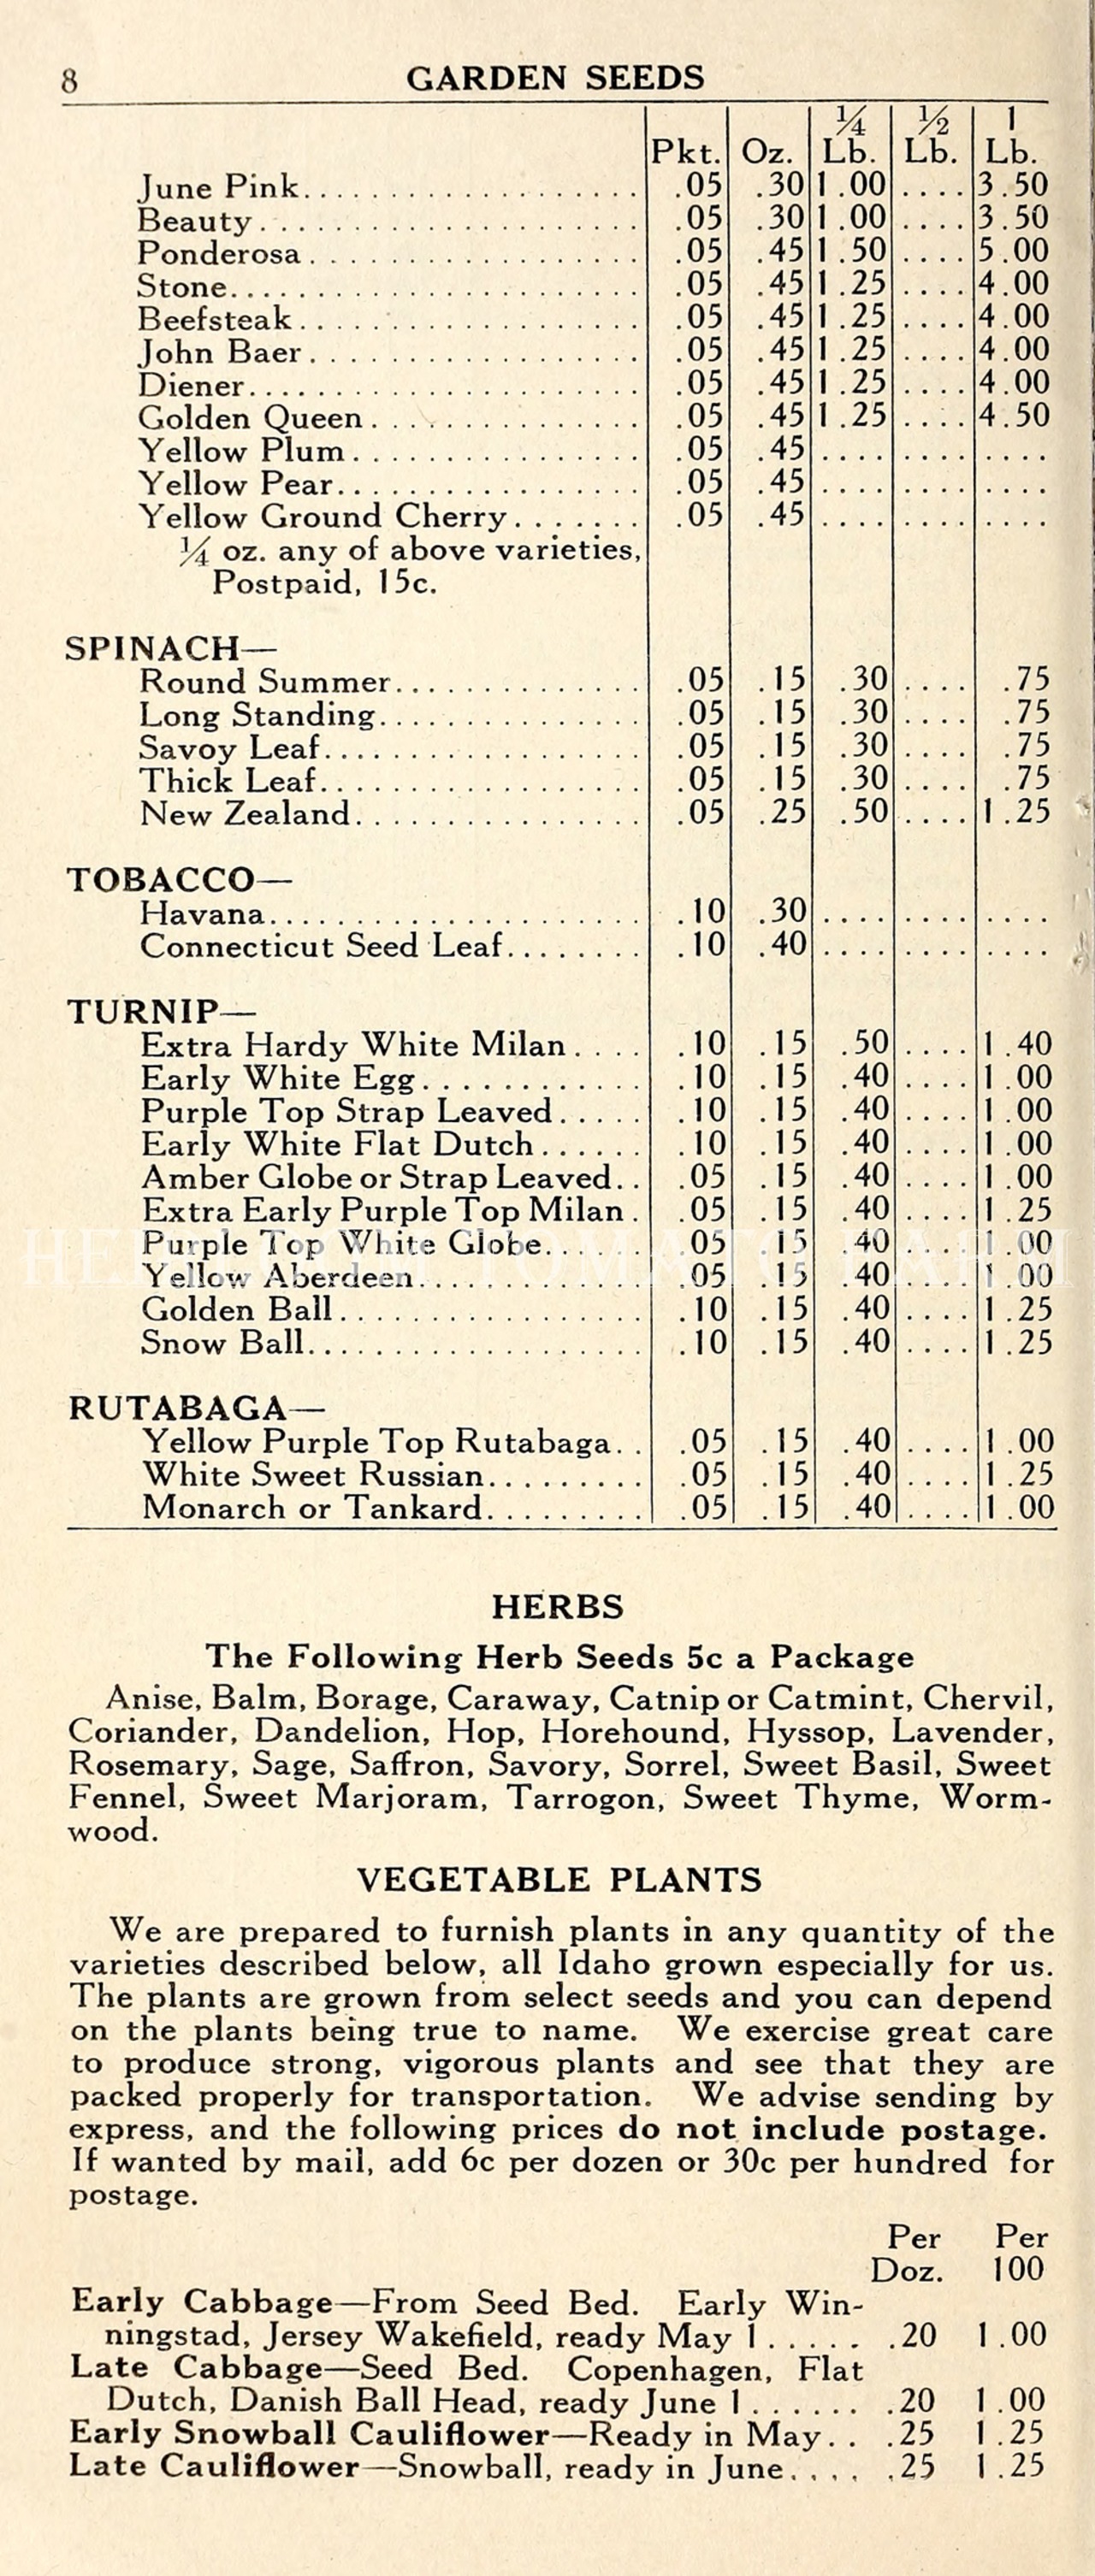 8 GARDEN SEEDS
Pkt. Oz. ¼ Lb. ½ Lb. 1 Lb.
June Pink.................... .05 .30 1.00 .... 3.50
Beauty....................... .05 .30 1.00 .... 3.50
Ponderosa.................... .05 .45 1.50 .... 5.00
Stone........................ .05 .45 1.25 .... 4.00
Beefsteak.................... .05 .45 1.25 .... 4.00
John Baer.................... .05 .45 1.25 .... 4.00
Diener....................... .05 .45 1.25 .... 4.00
Golden Queen................. .05 .45 1.25 .... 4.50
Yellow Plum.................. .05 .45 .... .... ....
Yellow Pear.................. .05 .45 .... .... ....
Yellow Ground Cherry....... .05 .45 .... .... ....
¼ oz. any of above varieties,
Postpaid, 15c.
SPINACH—
Round Summer............... .05 .15 .30 .... .75
Long Standing................ .05 .15 .30 .... .75
Savoy Leaf................... .05 .15 .30 .... .75
Thick Leaf................... .05 .15 .30 .... .75
New Zealand................. .05 .25 .50 .... 1.25
TOBACCO—
Havana...................... .10 .30 .... .... ....
Connecticut Seed Leaf........ .10 .40 .... .... ....
TURNIP—
Extra Hardy White Milan.... .10 .15 .50 .... 1.40
Early White Egg............. .10 .15 .40 .... 1.00
Purple Top Strap Leaved..... .10 .15 .40 .... 1.00
Early White Flat Dutch...... .10 .15 .40 .... 1.00
Amber Globe or Strap Leaved.. .05 .15 .40 .... 1.00
Extra Early Purple Top Milan. .05 .15 .40 .... 1.25
Purple Top White Globe...... .05 .15 .40 .... 1.00
Yellow Aberdeen............. .05 .15 .40 .... 1.00
Golden Ball.................. .10 .15 .40 .... 1.25
Snow Ball.................... .10 .15 .40 .... 1.25
RUTABAGA—
Yellow Purple Top Rutabaga.. .05 .15 .40 .... 1.00
White Sweet Russian......... .05 .15 .40 .... 1.25
Monarch or Tankard.......... .05 .15 .40 .... 1.00
HERBS
The Following Herb Seeds 5c a Package
Anise, Balm, Borage, Caraway, Catnip or Catmint, Chervil,
Coriander, Dandelion, Hop, Horehound, Hyssop, Lavender,
Rosemary, Sage, Saffron, Savory, Sorrel, Sweet Basil, Sweet
Fennel, Sweet Marjoram, Tarrogon, Sweet Thyme, Worm-
wood.
VEGETABLE PLANTS
We are prepared to furnish plants in any quantity of the
varieties described below, all Idaho grown especially for us.
The plants are grown from select seeds and you can depend
on the plants being true to name. We exercise great care
to produce strong, vigorous plants and see that they are
packed properly for transportation. We advise sending by
express, and the following prices do not include postage.
If wanted by mail, add 6c per dozen or 30c per hundred for
postage.
Per Per
Doz. 100
Early Cabbage—From Seed Bed. Early Win-
ningstad, Jersey Wakefield, ready May 1..... .20 1.00
Late Cabbage—Seed Bed. Copenhagen, Flat
Dutch, Danish Ball Head, ready June 1....... .20 1.00
Early Snowball Cauliflower—Ready in May.. .25 1.25
Late Cauliflower—Snowball, ready in June.... .25 1.25